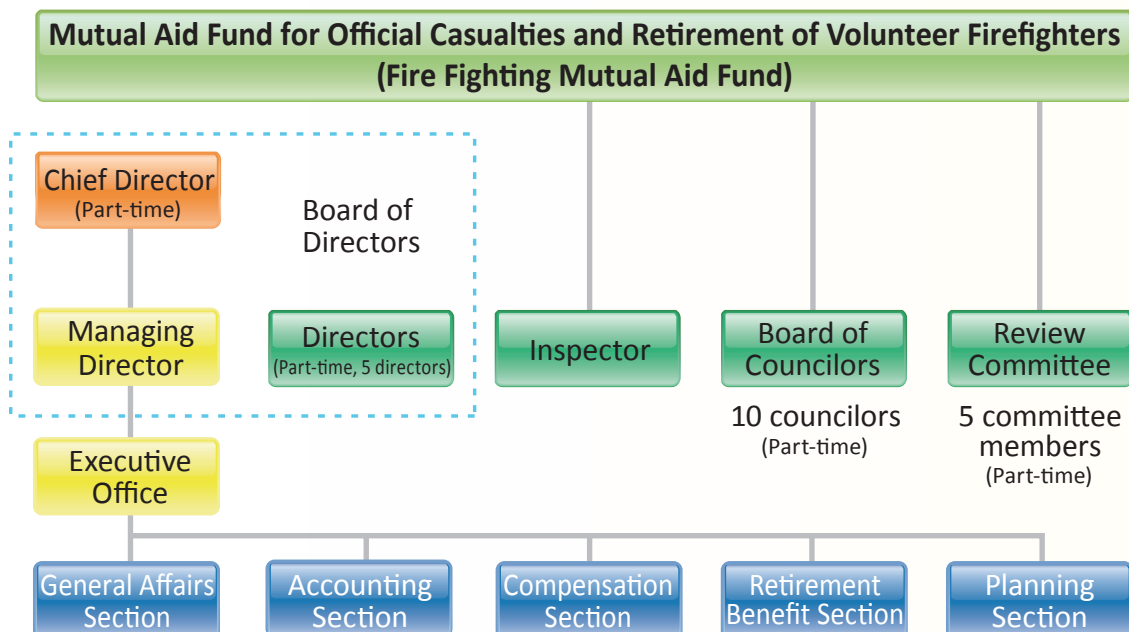 Mutual Aid Fund for Official Casualties and Retirement of Volunteer Firefighters
(Fire Fighting Mutual Aid Fund)
Chief Director
(Part-time)
Board of
Directors
Managing
Director
Directors
(Part-time, 5 directors)
Inspector
Board of
Councilors
10 councilors
(Part-time)
Review
Committee
5 committee
members
(Part-time)
Executive
Office
General Affairs
Section
Accounting
Section
Compensation
Section
Retirement
Benefit Section
Planning
Section